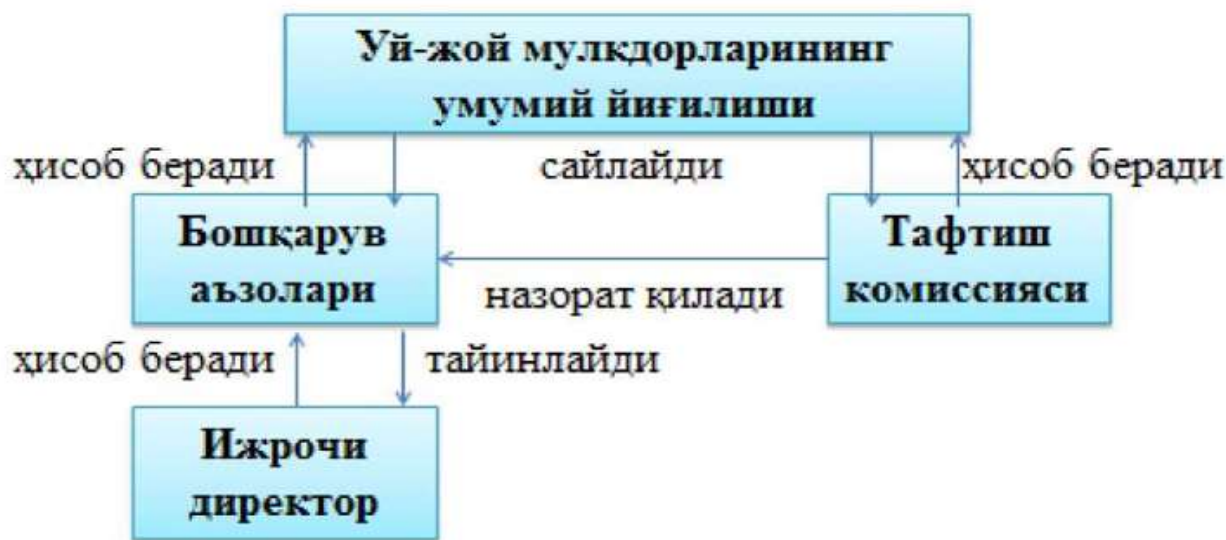 Уй-жой мулкдорларининг
умумий йиғилиши
ҳисоб беради
сайлайди
ҳисоб беради
Бошқарув
аъзолари
Тафтиш
комиссияси
назорат қилади
ҳисоб беради
тайинлайди
Ижрочи
директор